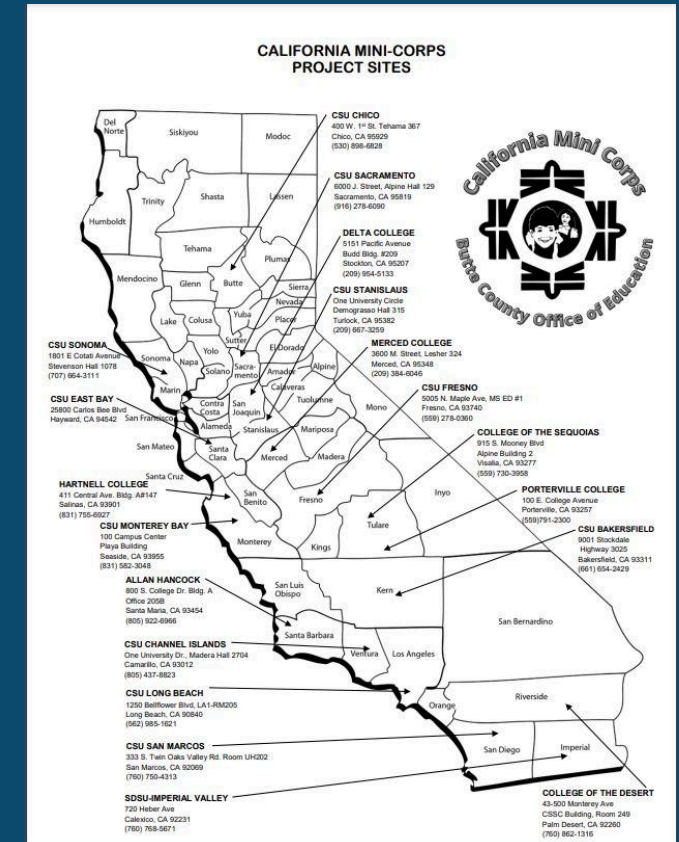 CALIFORNIA MINI-CORPS
PROJECT SITES
California Mini Corps
Butte County Office of Education
CSU CHICO
400 W. 1st St. Tehama 367
Chico, CA 95929
(530) 898-6828
CSU SACRAMENTO
6000 J. Street, Alpine Hall 129
Sacramento, CA 95819
(916) 278-6090
DELTA COLLEGE
5151 Pacific Avenue
Budd Bldg. #209
Stockton, CA 95207
(209) 954-5133
CSU STANISLAUS
One University Circle
Demograsso Hall 315
Turlock, CA 95382
(209) 667-3259
MERCED COLLEGE
3600 M. Street, Lesher 324
Merced, CA 95348
(209) 384-6046
CSU FRESNO
5005 N. Maple Ave, MS ED #1
Fresno, CA 93740
(559) 278-0360
COLLEGE OF THE SEQUOIAS
915 S. Mooney Blvd
Alpine Building 2
Visalia, CA 93277
(559) 730-3958
PORTERVILLE COLLEGE
100 E. College Avenue
Porterville, CA 93257
(559)791-2300
CSU BAKERSFIELD
9001 Stockdale
Highway 3025
Bakersfield, CA 93311
(661) 654-2429
CSU SONOMA
1801 E Cotati Avenue
Stevenson Hall 1078
(707) 664-3111
CSU EAST BAY
25800 Carlos Bee Blvd
Hayward, CA 94542
HARTNELL COLLEGE
411 Central Ave. Bldg. A#147
Salinas, CA 93901
(831) 755-6927
CSU MONTEREY BAY
100 Campus Center
Playa Building
Seaside, CA 93955
(831) 582-3048
ALLAN HANCOCK
800 S. College Dr. Bldg. A
Office 205B
Santa Maria, CA 93454
(805) 922-6966
CSU CHANNEL ISLANDS
One University Dr., Madera Hall 2704
Camarillo, CA 93012
(805) 437-8823
CSU LONG BEACH
1250 Bellflower Blvd, LA1-RM205
Long Beach, CA 90840
(562) 985-1621
CSU SAN MARCOS
333 S. Twin Oaks Valley Rd. Room UH202
San Marcos, CA 92069
(760) 750-4313
SDSU-IMPERIAL VALLEY
720 Heber Ave
Calexico, CA 92231
(760) 768-5671
COLLEGE OF THE DESERT
43-500 Monterey Ave
CSSC Building, Room 249
Palm Desert, CA 92260
(760) 862-1316
Del
Norte
Siskiyou
Modoc
Trinity
Shasta
Lassen
Humboldt
Tehama
Plumas
Mendocino
Glenn
Butte
Sierra
Nevada
Lake
Colusa
Yuba
Placer
Sutter
Yolo
El Dorado
Sonoma
Napa
Solano
Sacra-
mento
Amador
Alpine
Marin
Calaveras
Contra
Costa
San
Joaquin
Tuolumne
Mono
San Francisco
Alameda
Stanislaus
Mariposa
San Mateo
Santa
Clara
Merced
Madera
Santa Cruz
San
Benito
Fresno
Inyo
Tulare
Monterey
Kings
San Luis
Obispo
Kern
San Bernardino
Santa Barbara
Ventura
Los Angeles
Orange
Riverside
San Diego
Imperial